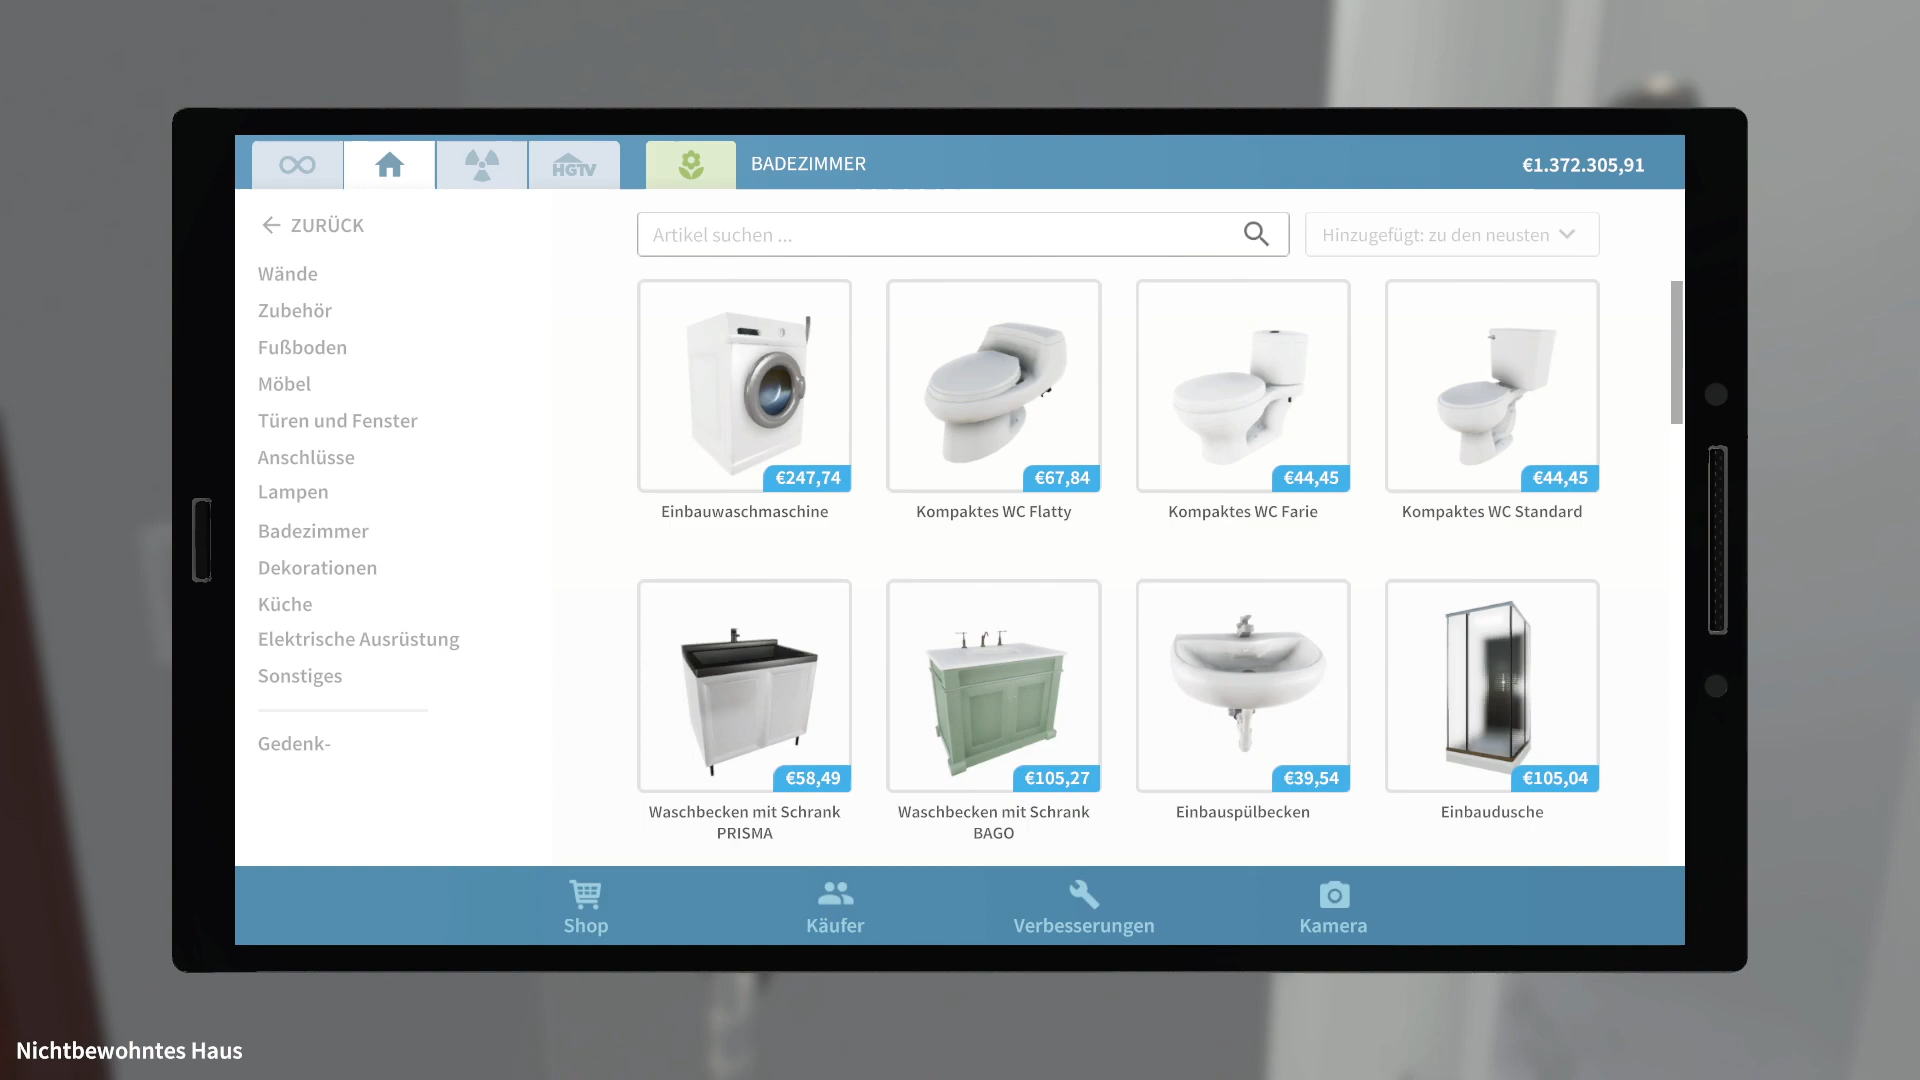 HGTV
BADEZIMMER
€1.372.305,91
ZURÜCK
Artikel suchen ...
Hinzugefügt: zu den neusten
Wände
Zubehör
Fußboden
Möbel
Türen und Fenster
Anschlüsse
Lampen
Badezimmer
Dekorationen
Küche
Elektrische Ausrüstung
Sonstiges
Gedenk-
€247,74
€67,84
€44,45
€44,45
Einbauwaschmaschine
Kompaktes WC Flatty
Kompaktes WC Farie
Kompaktes WC Standard
€58,49
€105,27
€39,54
€105,04
Waschbecken mit Schrank
PRISMA
Waschbecken mit Schrank
BAGO
Einbauspülbecken
Einbaudusche
Shop
Käufer
Verbesserungen
Kamera
Nichtbewohntes Haus